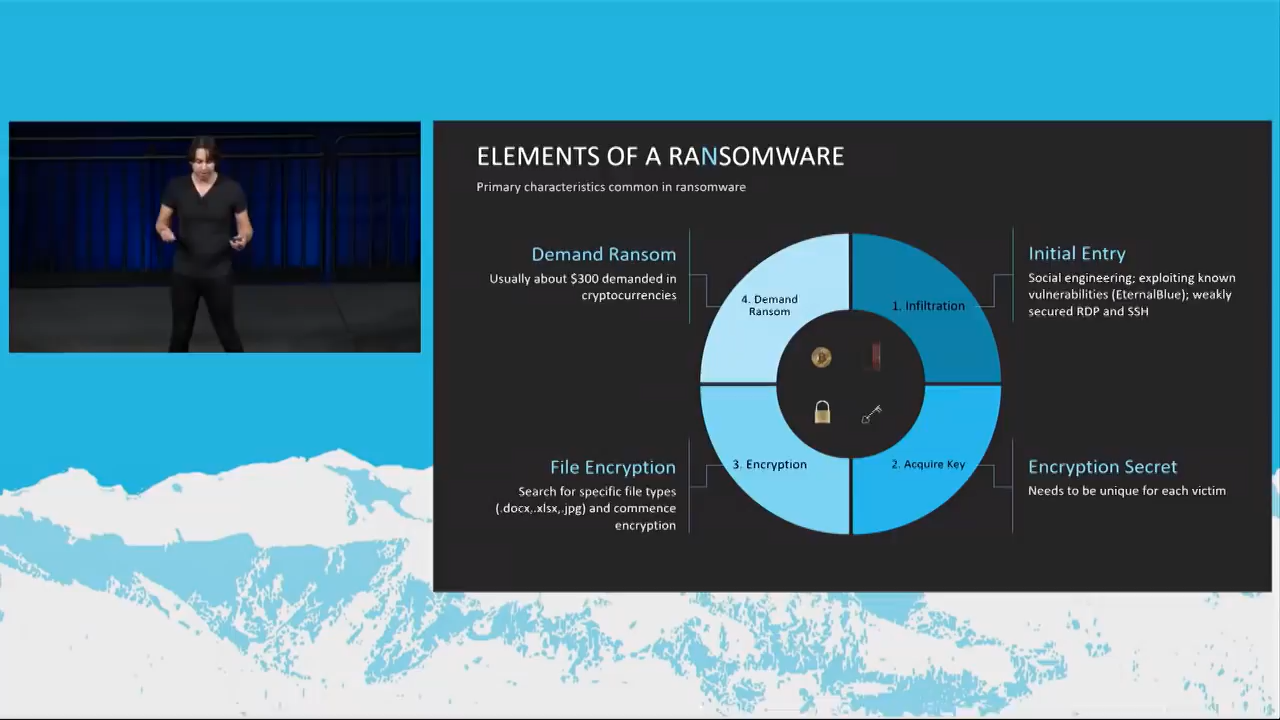 ELEMENTS OF A RANSOMWARE
Primary characteristics common in ransomware
Demand Ransom
Usually about $300 demanded in
cryptocurrencies
4. Demand
Ransom
1. Infiltration
Initial Entry
Social engineering; exploiting known
vulnerabilities (EternalBlue); weakly
secured RDP and SSH
File Encryption
Search for specific file types
(.docx,.xlsx,.jpg) and commence
encryption
3. Encryption
2. Acquire Key
Encryption Secret
Needs to be unique for each victim